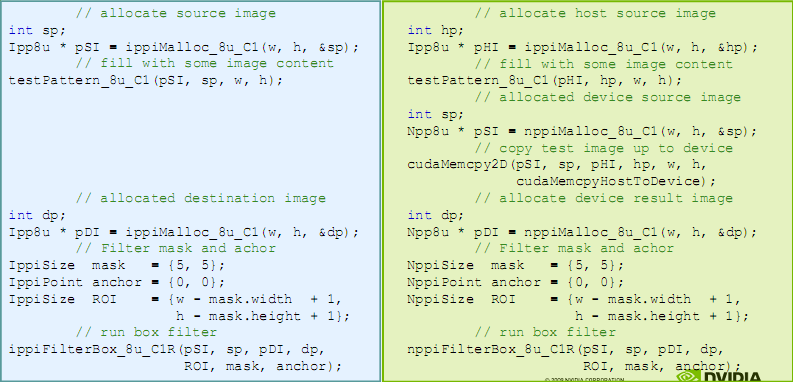 // allocate source image
int sp;
Ipp8u * pSI = ippiMalloc_8u_C1(w, h, &sp);
// fill with some image content
testPattern_8u_C1(pSI, sp, w, h);
// allocated destination image
int dp;
Ipp8u * pDI = ippiMalloc_8u_C1(w, h, &dp);
// Filter mask and achor
IppiSize mask = {5, 5};
IppiPoint anchor = {0, 0};
IppiSize ROI = {w - mask.width + 1,
h - mask.height + 1};
// run box filter
ippiFilterBox_8u_C1R(pSI, sp, pDI, dp,
ROI, mask, anchor);
// allocate host source image
int hp;
Ipp8u * pHI = ippiMalloc_8u_C1(w, h, &hp);
// fill with some image content
testPattern_8u_C1(pHI, hp, w, h);
// allocated device source image
int sp;
Npp8u * pSI = nppiMalloc_8u_C1(w, h, &sp);
// copy test image up to device
cudaMemcpy2D(pSI, sp, pHI, hp, w, h,
cudaMemcpyHostToDevice);
// allocate device result image
int dp;
Npp8u * pDI = nppiMalloc_8u_C1(w, h, &dp);
// Filter mask and achor
NppiSize mask = {5, 5};
NppiPoint anchor = {0, 0};
NppiSize ROI = {w - mask.width + 1,
h - mask.height + 1};
// run box filter
nppiFilterBox_8u_C1R(pSI, sp, pDI, dp,
ROI, mask, anchor);
© 2009 NVIDIA CORPORATION
NVIDIA